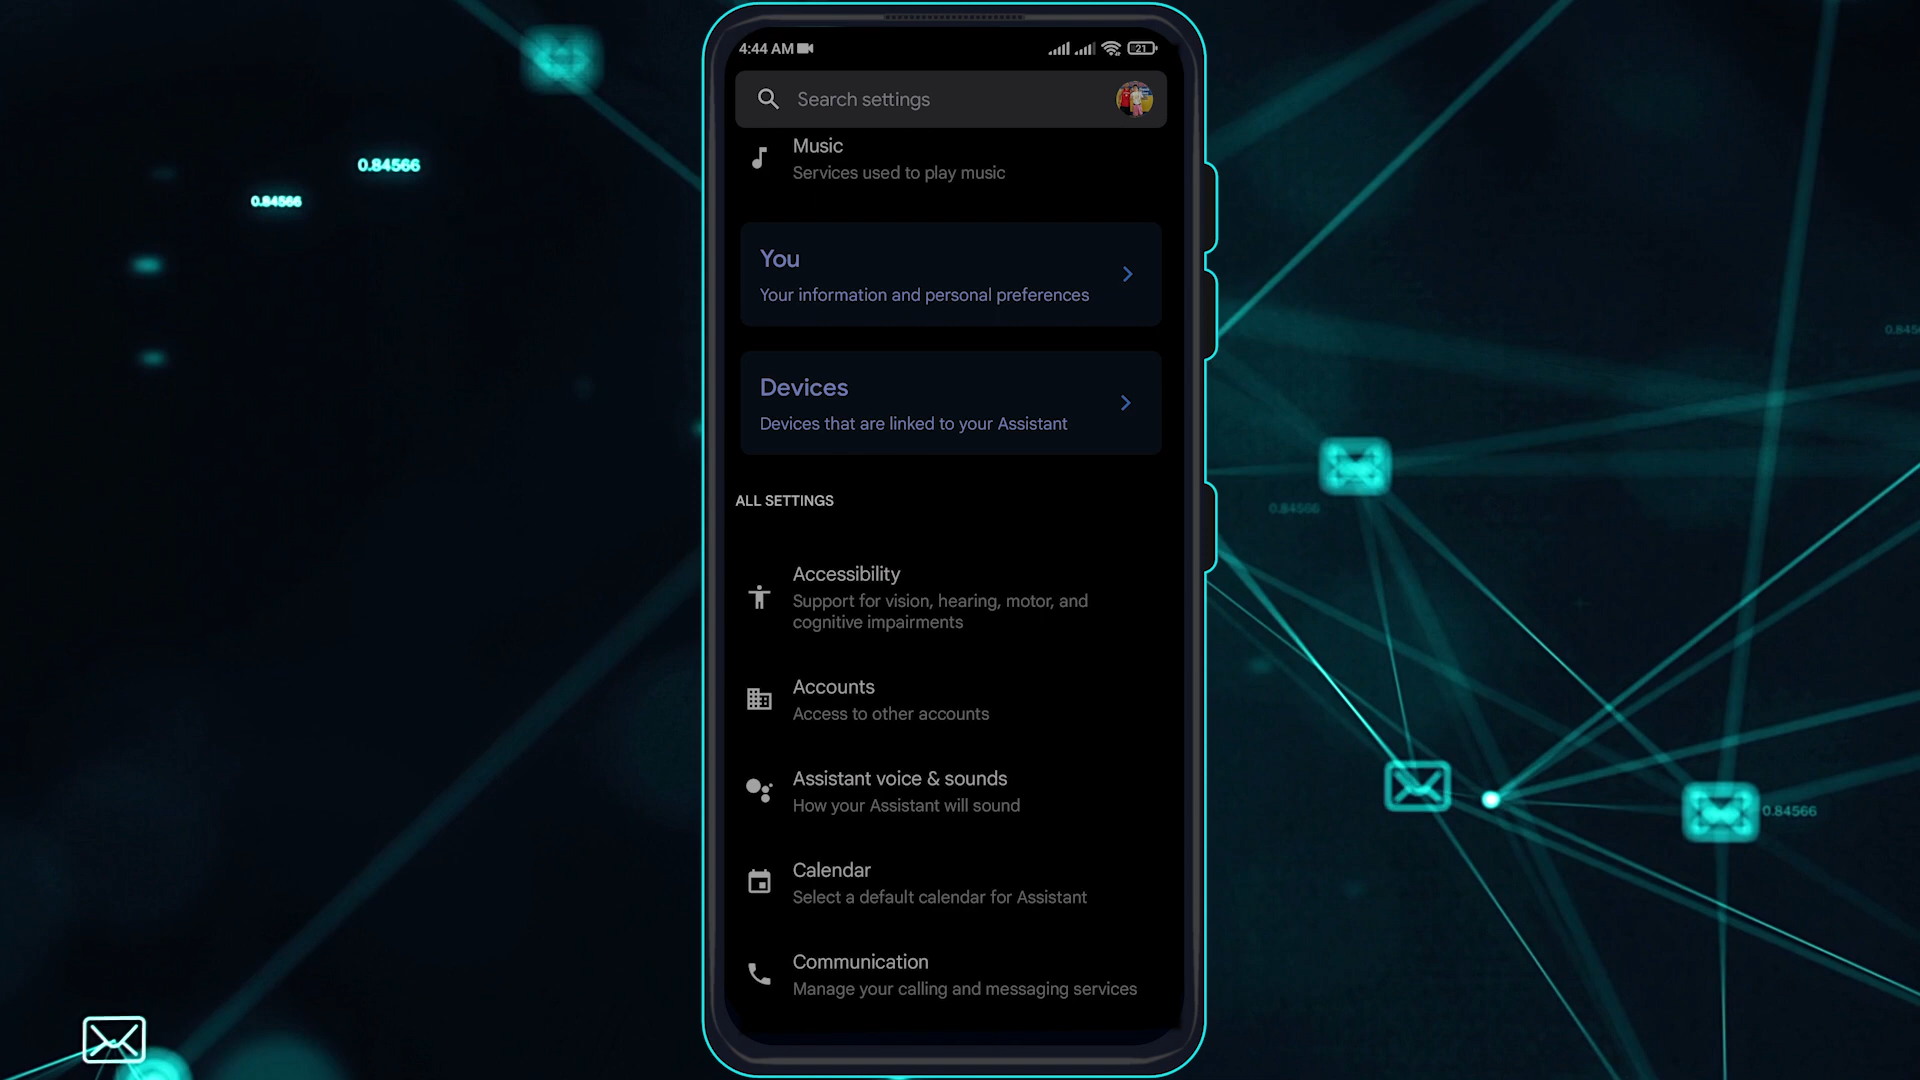 4:44 AM
21
Search settings
Music
Services used to play music
You
Your information and personal preferences
Devices
Devices that are linked to your Assistant
ALL SETTINGS
Accessibility
Support for vision, hearing, motor, and
cognitive impairments
Accounts
Access to other accounts
Assistant voice & sounds
How your Assistant will sound
Calendar
Select a default calendar for Assistant
Communication
Manage your calling and messaging services
0.84566
0.84566
0.84566
0.84566